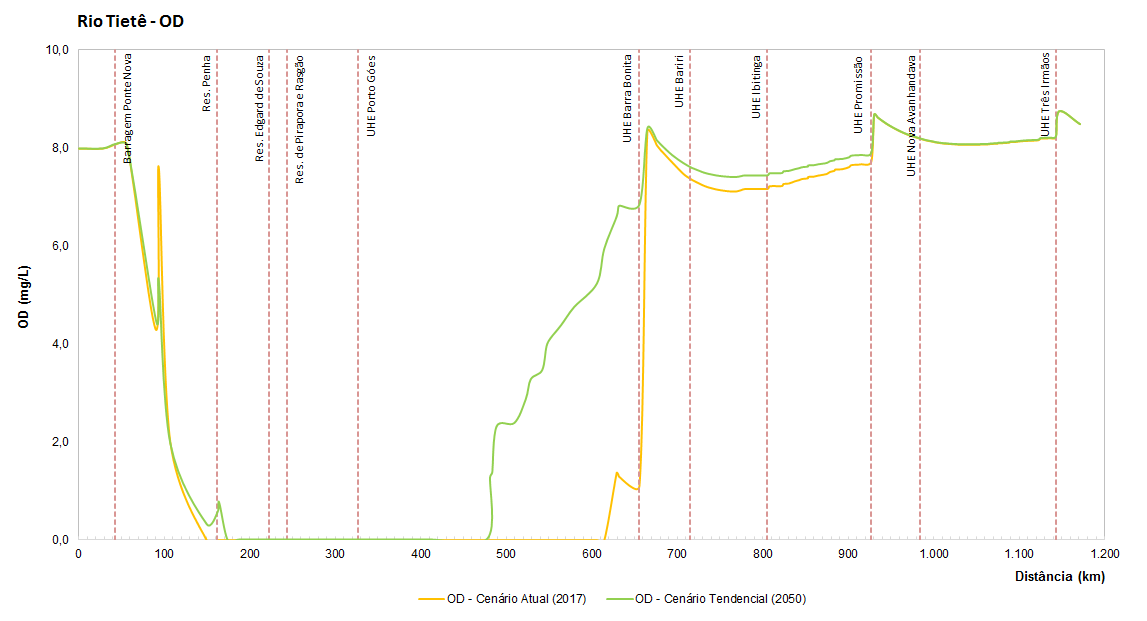 Rio Tietê - OD
10,0
8,0
6,0
4,0
2,0
0,0
OD (mg/L)
Barragem Ponte Nova
Res. Penha
Res. Edgard de Souza
Res. de Pirapora e Rasgão
UHE Porto Góes
UHE Barra Bonita
UHE Bariri
UHE Ibitinga
UHE Promissão
UHE Nova Avanhandava
UHE Três Irmãos
0 100 200 300 400 500 600 700 800 900 1.000 1.100 1.200
Distância (km)
OD - Cenário Atual (2017) OD - Cenário Tendencial (2050)